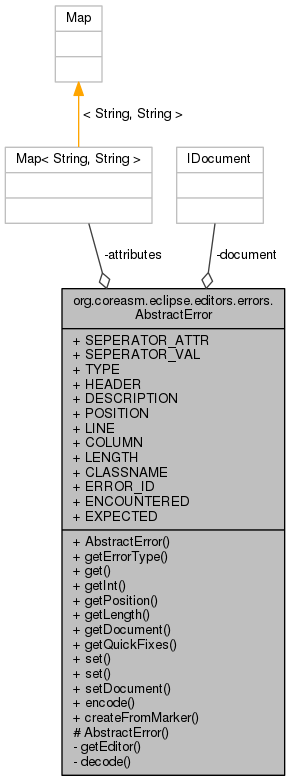 Map
< String, String >
Map< String, String >
IDocument
-attributes
-document
org.coreasm.eclipse.editors.errors.
AbstractError
+ SEPERATOR_ATTR
+ SEPERATOR_VAL
+ TYPE
+ HEADER
+ DESCRIPTION
+ POSITION
+ LINE
+ COLUMN
+ LENGTH
+ CLASSNAME
+ ERROR_ID
+ ENCOUNTERED
+ EXPECTED
+ AbstractError()
+ getErrorType()
+ get()
+ getInt()
+ getPosition()
+ getLength()
+ getDocument()
+ getQuickFixes()
+ set()
+ set()
+ setDocument()
+ encode()
+ createFromMarker()
# AbstractError()
- getEditor()
- decode()